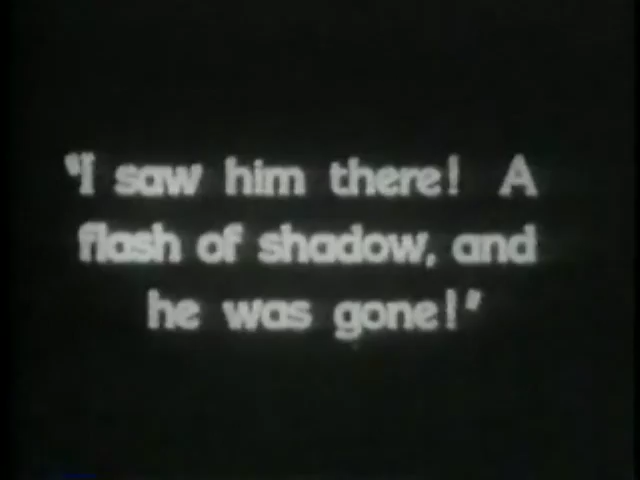 "I saw him there! A
flash of shadow, and
he was gone!"